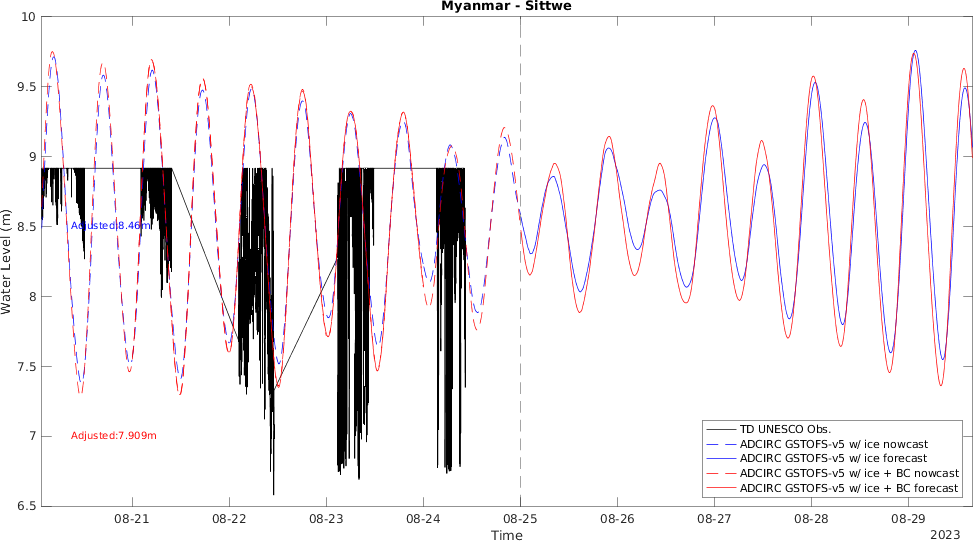 Myanmar - Sittwe
10
9.5
9
8.5
8
7.5
7
6.5
Water Level (m)
Adjusted:8.46m
Adjusted:7.909m
TD UNESCO Obs.
ADCIRC GSTOFS-v5 w/ ice nowcast
ADCIRC GSTOFS-v5 w/ ice forecast
ADCIRC GSTOFS-v5 w/ ice + BC nowcast
ADCIRC GSTOFS-v5 w/ ice + BC forecast
08-21 08-22 08-23 08-24 08-25 08-26 08-27 08-28 08-29
Time
2023